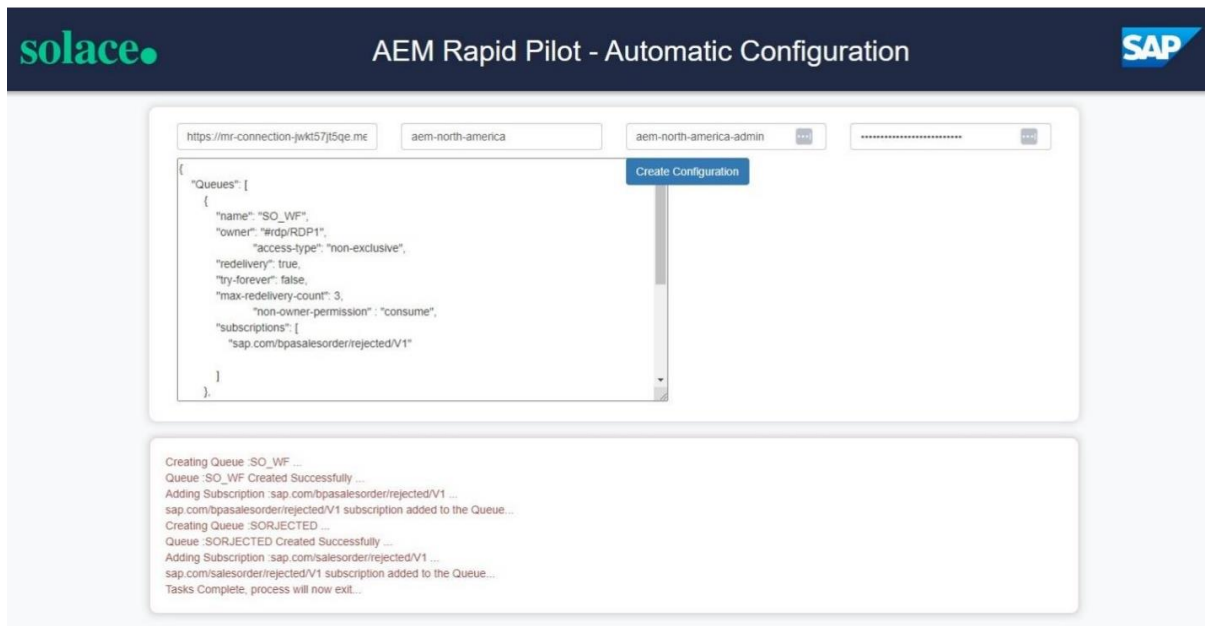 solace
AEM Rapid Pilot - Automatic Configuration
SAP
https://mr-connection-jwkt57jt5qe.me
aem-north-america
aem-north-america-admin
••••••••••••••••••••••••••
Create Configuration
{
"Queues": [
{
"name": "SO_WF",
"owner": "#rdp/RDP1",
"access-type": "non-exclusive",
"redelivery": true,
"try-forever": false,
"max-redelivery-count": 3,
"non-owner-permission" : "consume",
"subscriptions": [
"sap.com/bpasalesorder/rejected/V1"
]
},
Creating Queue :SO_WF ...
Queue :SO_WF Created Successfully ...
Adding Subscription :sap.com/bpasalesorder/rejected/V1 ...
sap.com/bpasalesorder/rejected/V1 subscription added to the Queue...
Creating Queue :SORJECTED ...
Queue :SORJECTED Created Successfully ...
Adding Subscription :sap.com/salesorder/rejected/V1 ...
sap.com/salesorder/rejected/V1 subscription added to the Queue...
Tasks Complete, process will now exit...